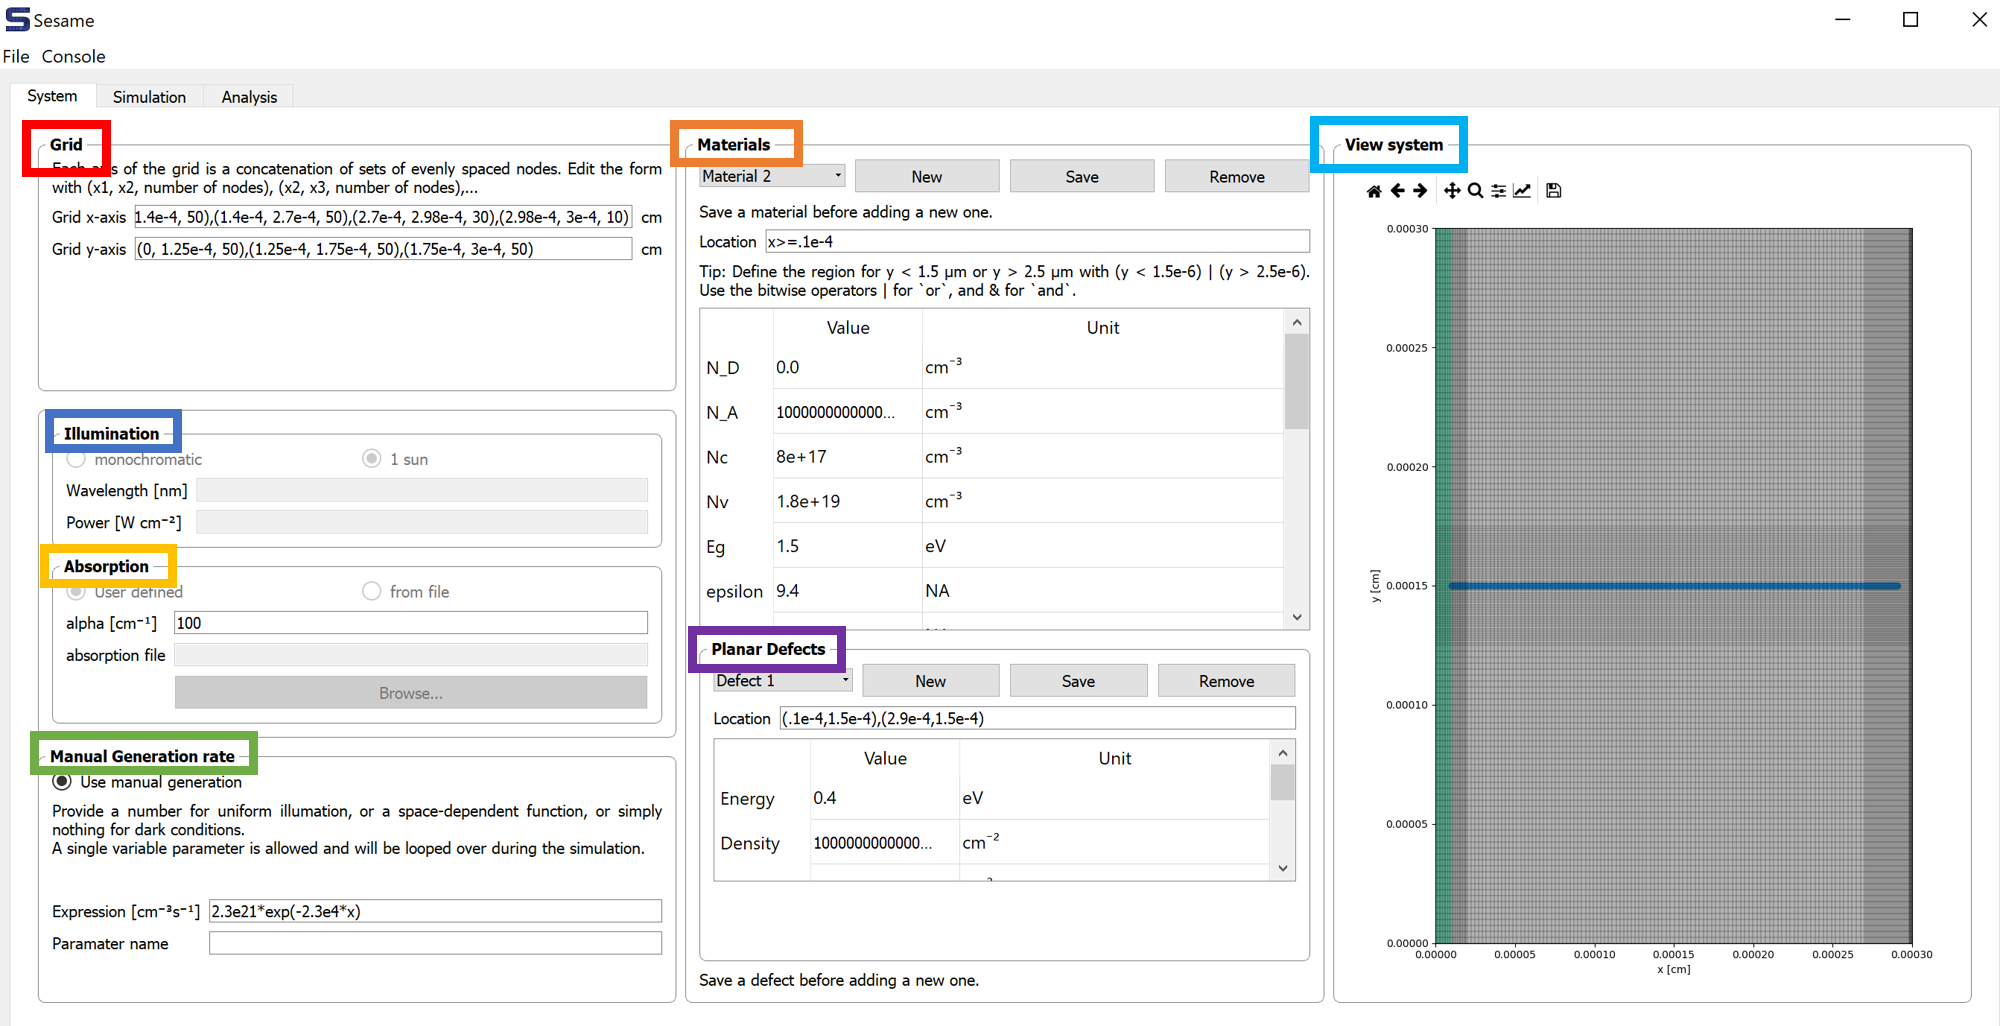 Sesame
File Console
System Simulation Analysis
Grid
Each axis of the grid is a concatenation of sets of evenly spaced nodes. Edit the form
with (x1, x2, number of nodes), (x2, x3, number of nodes),...
Grid x-axis 1.4e-4, 50),(1.4e-4, 2.7e-4, 50),(2.7e-4, 2.98e-4, 30),(2.98e-4, 3e-4, 10) cm
Grid y-axis (0, 1.25e-4, 50),(1.25e-4, 1.75e-4, 50),(1.75e-4, 3e-4, 50) cm
Illumination
monochromatic 1 sun
Wavelength [nm]
Power [W cm⁻²]
Absorption
User defined from file
alpha [cm⁻¹] 100
absorption file
Browse...
Manual Generation rate
Use manual generation
Provide a number for uniform illumation, or a space-dependent function, or simply
nothing for dark conditions.
A single variable parameter is allowed and will be looped over during the simulation.
Expression [cm⁻³s⁻¹] 2.3e21*exp(-2.3e4*x)
Paramater name
Materials
Material 2 New Save Remove
Save a material before adding a new one.
Location x>=.1e-4
Tip: Define the region for y < 1.5 µm or y > 2.5 µm with (y < 1.5e-6) | (y > 2.5e-6).
Use the bitwise operators | for `or`, and & for `and`.
Value Unit
N_D 0.0 cm⁻³
N_A 1000000000000... cm⁻³
Nc 8e+17 cm⁻³
Nv 1.8e+19 cm⁻³
Eg 1.5 eV
epsilon 9.4 NA
Planar Defects
Defect 1 New Save Remove
Location (.1e-4,1.5e-4),(2.9e-4,1.5e-4)
Value Unit
Energy 0.4 eV
Density 1000000000000... cm⁻²
Save a defect before adding a new one.
View system
0.00030
0.00025
0.00020
0.00015
0.00010
0.00005
0.00000
y [cm]
0.00000 0.00005 0.00010 0.00015 0.00020 0.00025 0.00030
x [cm]